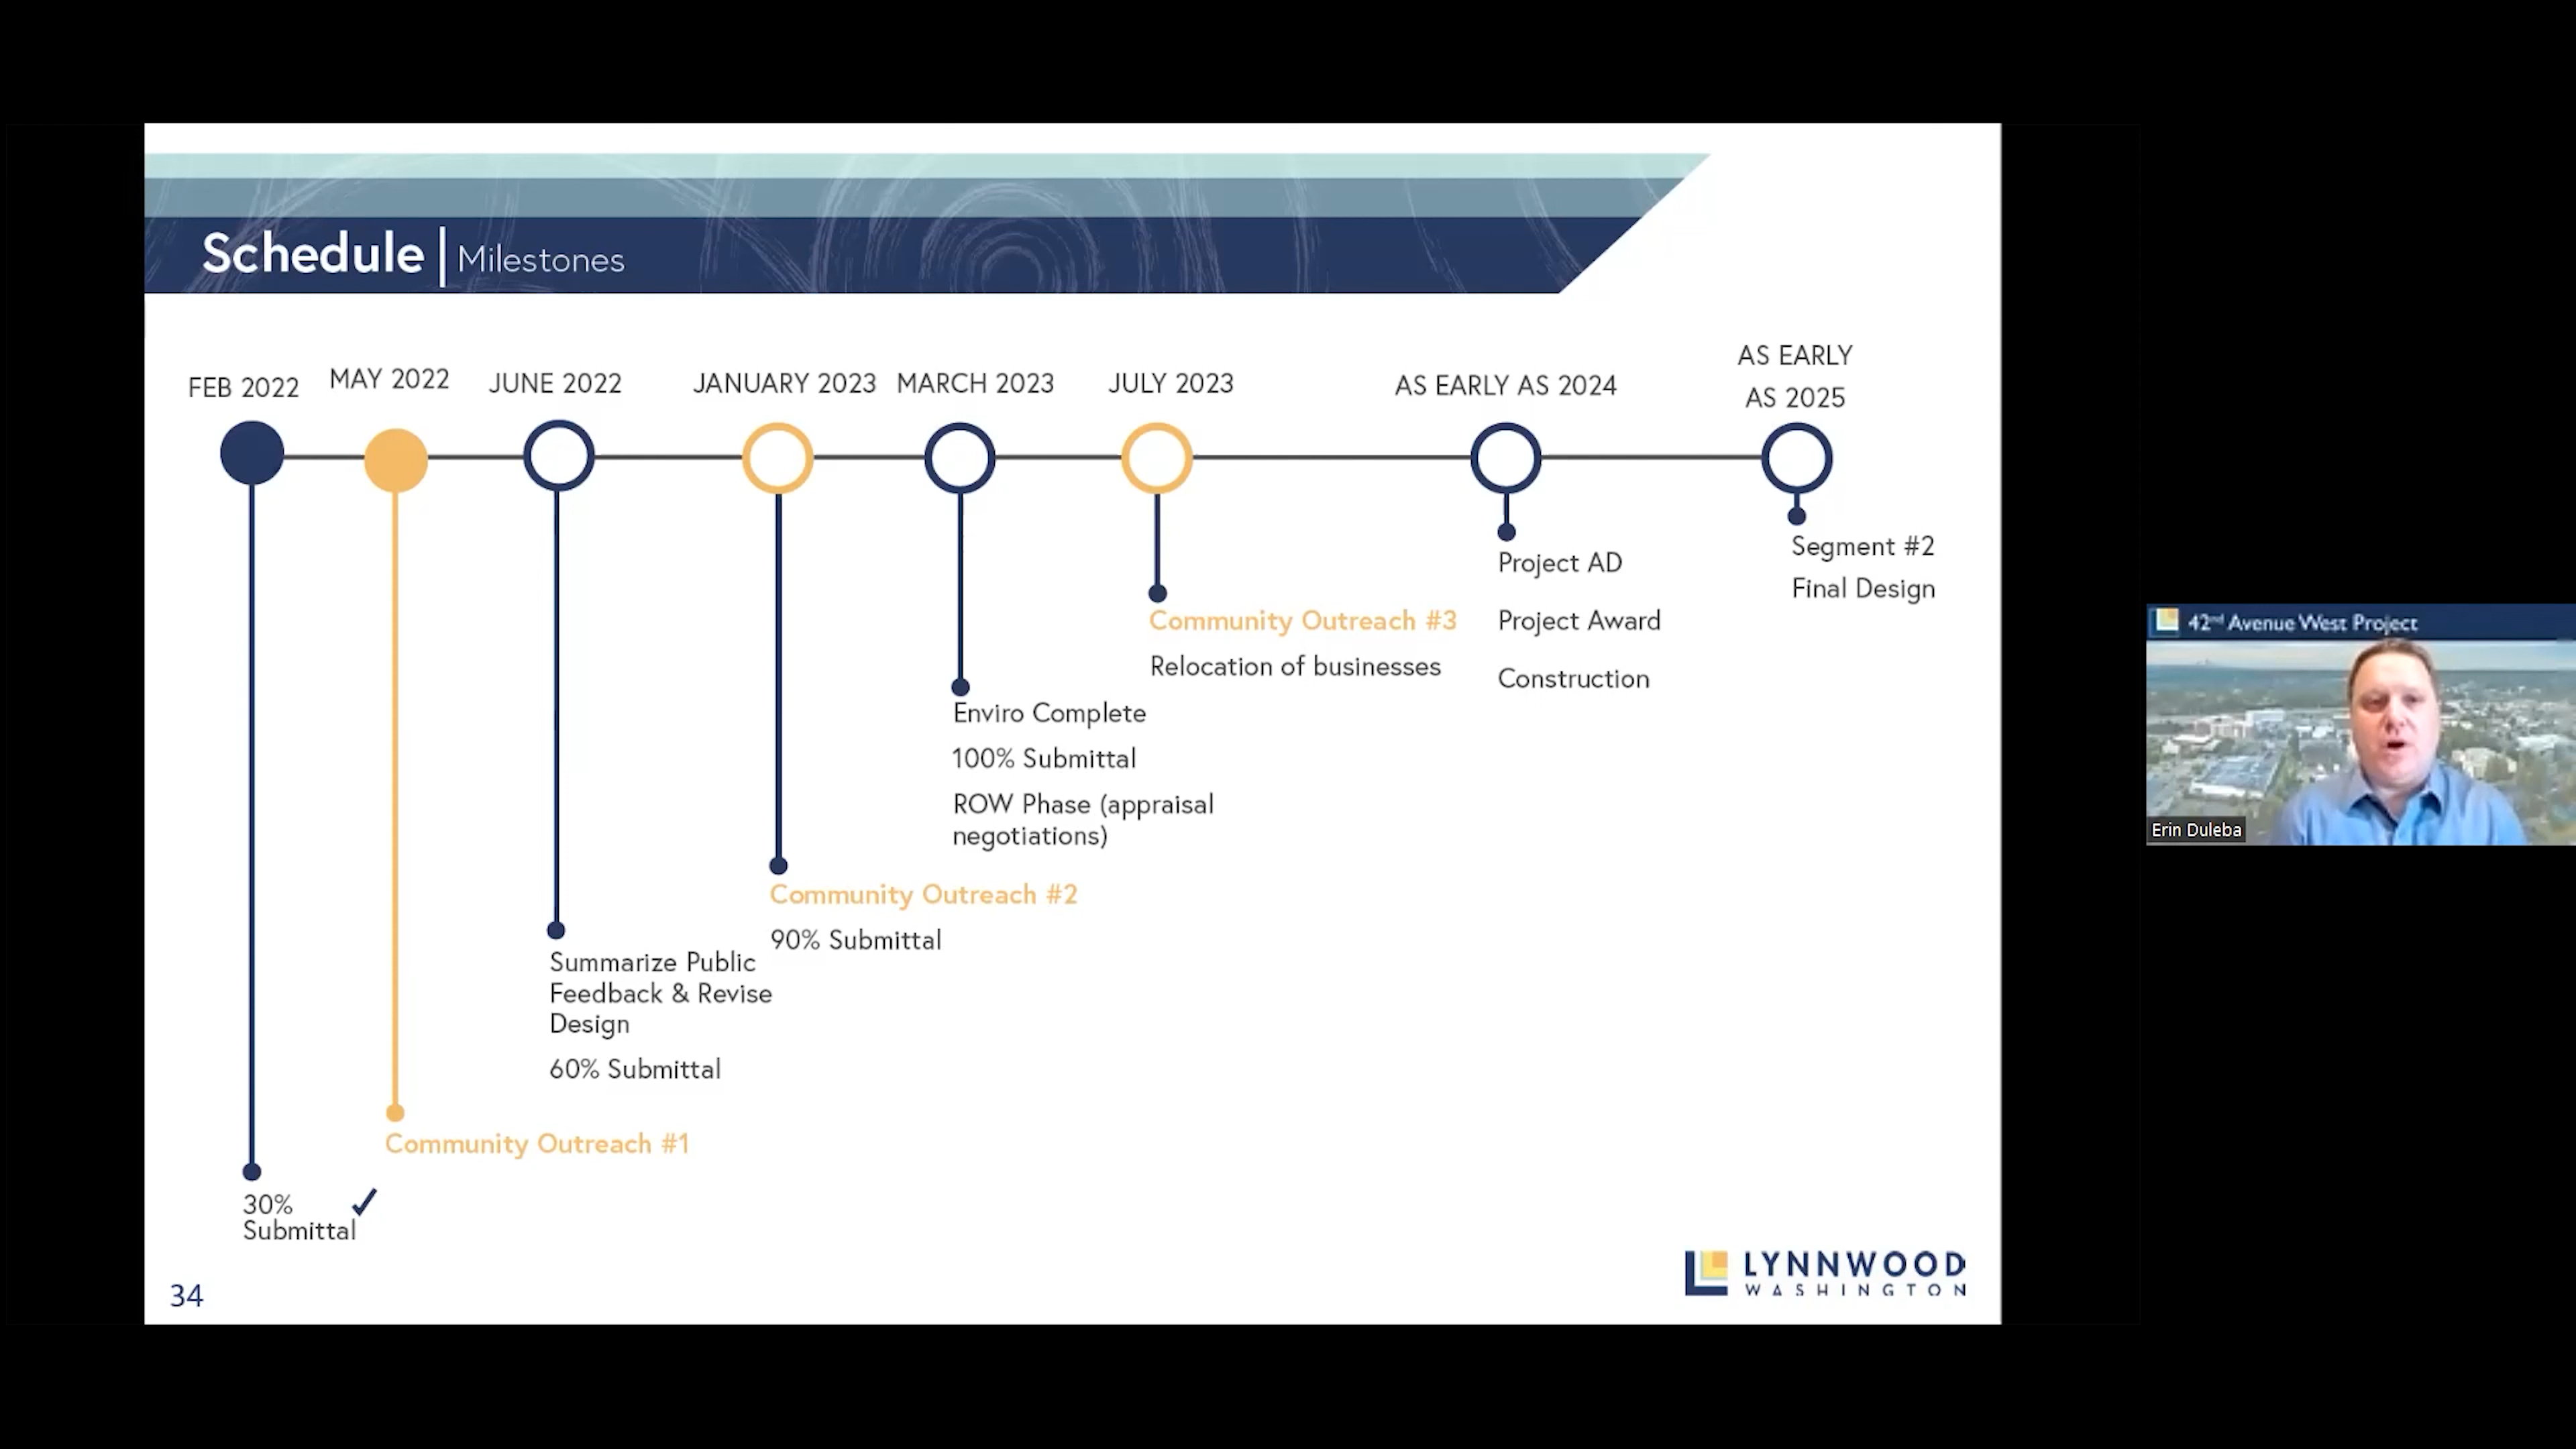 Schedule | Milestones
FEB 2022
MAY 2022
JUNE 2022
JANUARY 2023
MARCH 2023
JULY 2023
AS EARLY AS 2024
AS EARLY
AS 2025
30%
Submittal
Community Outreach #1
Summarize Public
Feedback & Revise
Design
60% Submittal
Community Outreach #2
90% Submittal
Enviro Complete
100% Submittal
ROW Phase (appraisal
negotiations)
Community Outreach #3
Relocation of businesses
Project AD
Project Award
Construction
Segment #2
Final Design
34
LYNNWOOD
WASHINGTON
42nd Avenue West Project
Erin Duleba